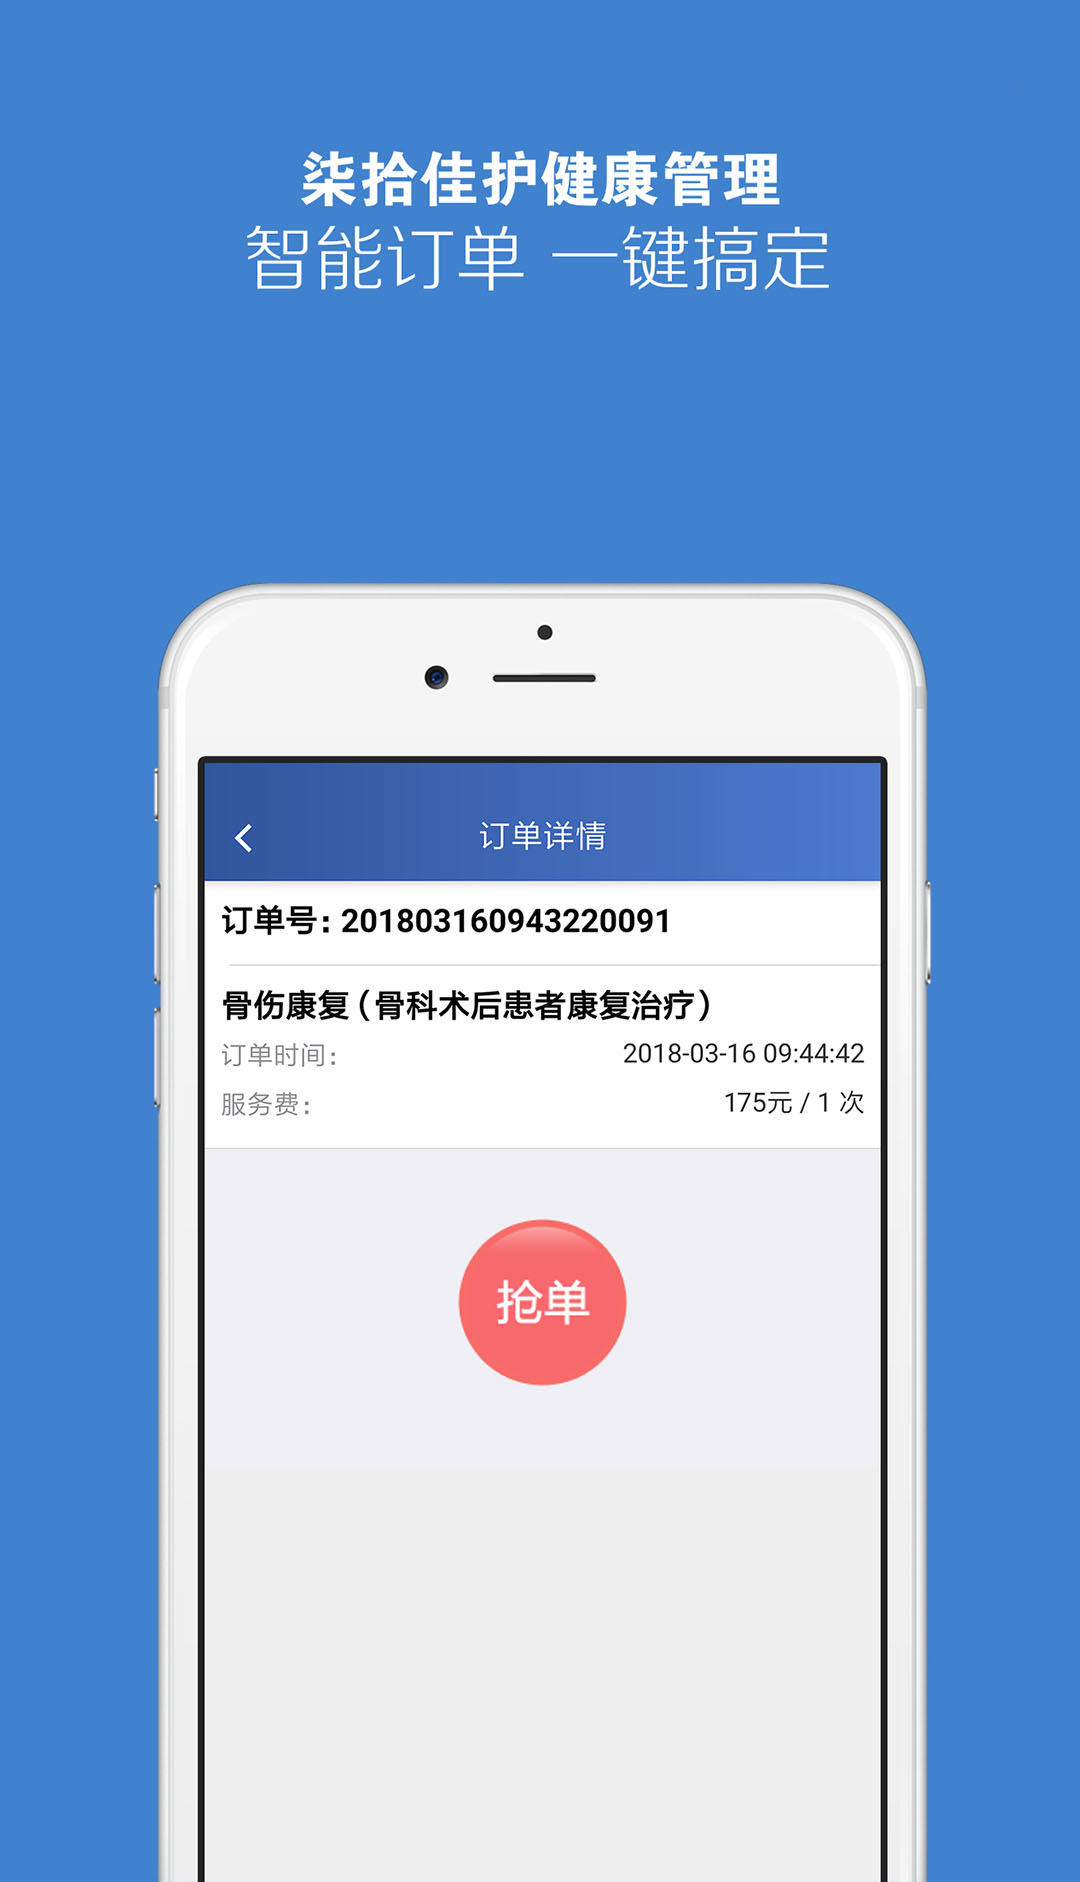 柒拾佳护健康管理
智能订单 一键搞定
订单详情
订单号: 201803160943220091
骨伤康复 (骨科术后患者康复治疗)
订单时间: 2018-03-16 09:44:42
服务费: 175元 / 1 次
抢单